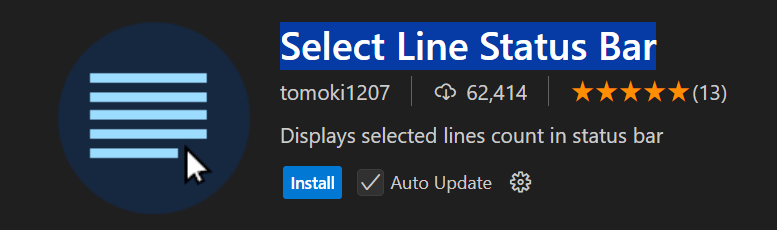 Select Line Status Bar
tomoki1207 62,414 (13)
Displays selected lines count in status bar
Install Auto Update